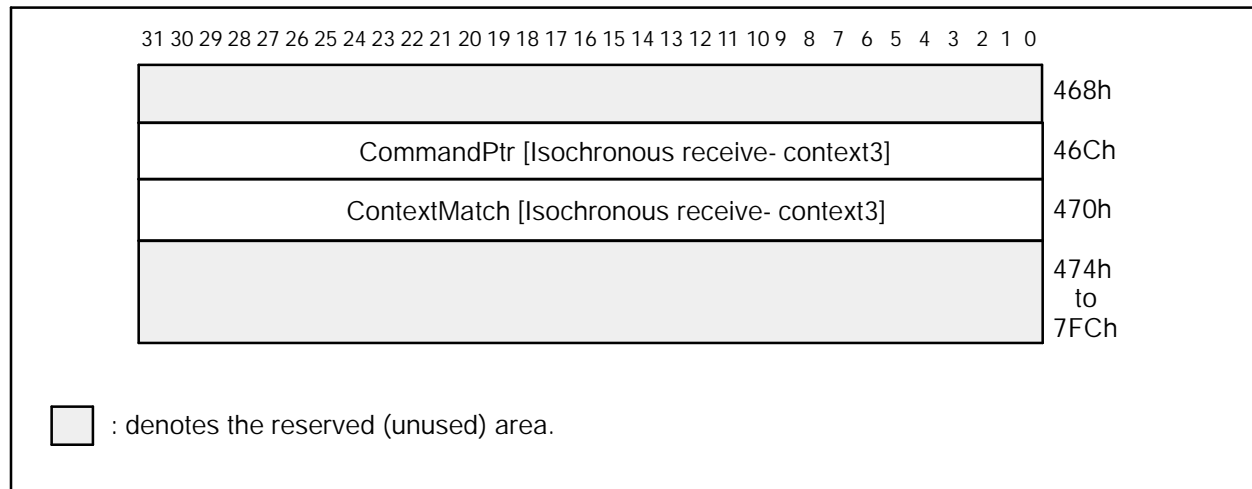 31 30 29 28 27 26 25 24 23 22 21 20 19 18 17 16 15 14 13 12 11 10 9 8 7 6 5 4 3 2 1 0
468h
CommandPtr [Isochronous receive- context3] 46Ch
ContextMatch [Isochronous receive- context3] 470h
474h
to
7FCh
: denotes the reserved (unused) area.